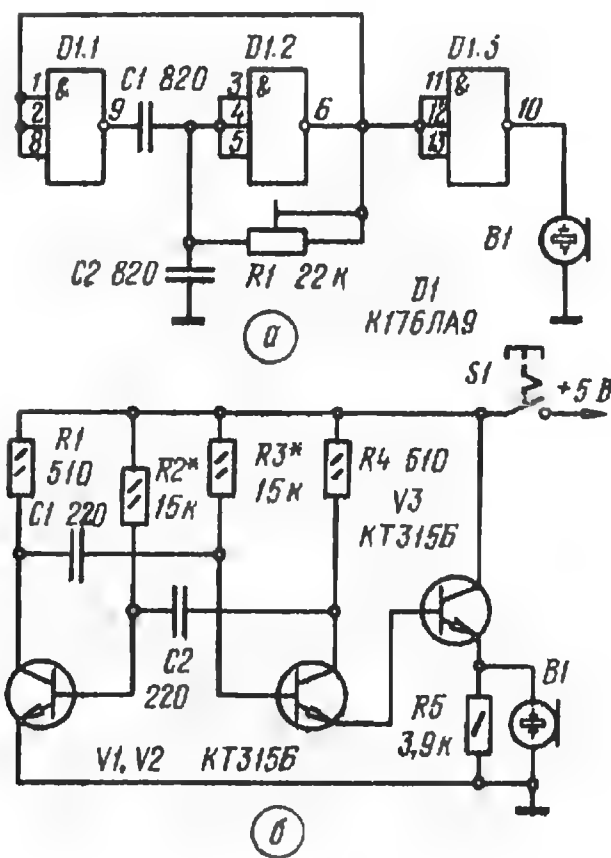 D1.1
D1.2
D1.3
C1 820
1
2
8
&
9
3
4
5
&
6
11
12
13
&
10
C2 820
R1 22 к
B1
D1
К176ЛА9
а
S1
+5 В
R1
510
R2*
15к
R3*
15к
R4 610
V3
КТ315Б
C1 220
C2
220
R5
3,9к
B1
V1, V2 КТ315Б
б